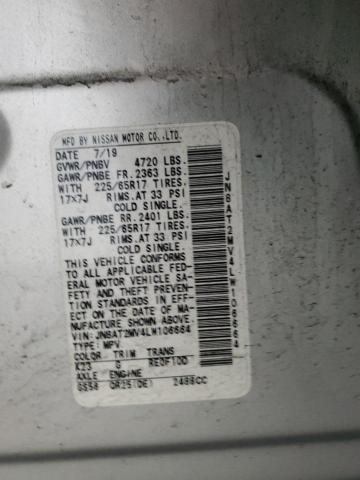 MFD BY NISSAN MOTOR CO.,LTD.
DATE 7/19
GVWR/PNBV 4720 LBS.
GAWR/PNBE FR.2363 LBS.
WITH 225/65R17 TIRES.
17X7J RIMS.AT 33 PSI
COLD SINGLE.
GAWR/PNBE RR.2401 LBS.
WITH 225/65R17 TIRES.
17X7J RIMS.AT 33 PSI
COLD SINGLE.
THIS VEHICLE CONFORMS
TO ALL APPLICABLE FED-
ERAL MOTOR VEHICLE SA-
FETY AND THEFT PREVEN-
TION STANDARDS IN EFF-
ECT ON THE DATE OF MA-
NUFACTURE SHOWN ABOVE.
VIN:JN8AT2MV4LW106664
TYPE:MPV
COLOR TRIM TRANS
K23 G RE0F10D
AXLE ENGINE
GS58 QR25(DE) 2488CC
JN8AT2MV4LW106664